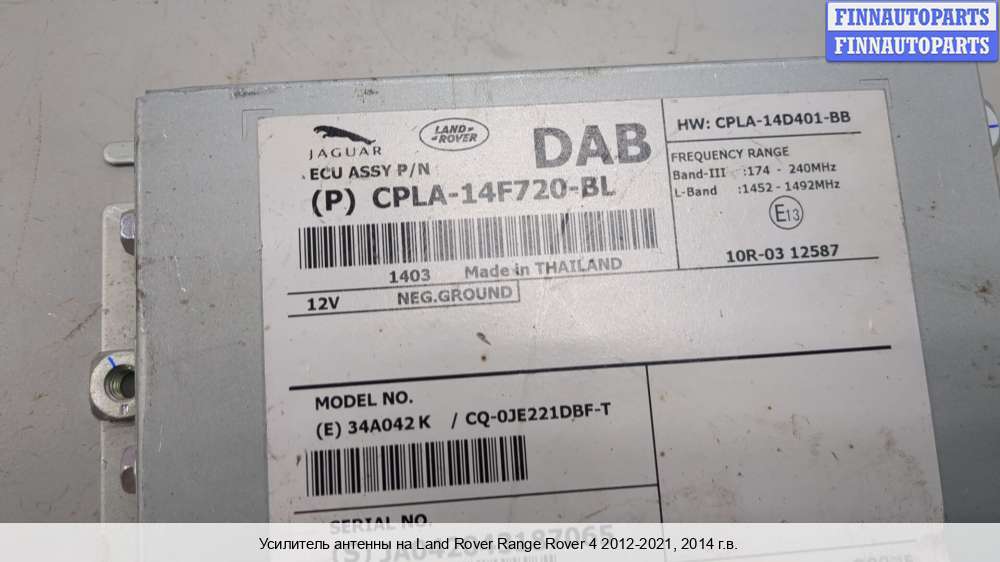 FINNAUTOPARTS
FINNAUTOPARTS
JAGUAR
LAND ROVER
DAB
HW: CPLA-14D401-BB
ECU ASSY P/N
(P) CPLA-14F720-BL
FREQUENCY RANGE
Band-III :174 - 240MHz
L-Band :1452 - 1492MHz
E13
10R-03 12587
1403 Made in THAILAND
12V NEG.GROUND
MODEL NO.
(E) 34A042 K / CQ-0JE221DBF-T
SERIAL NO.
Усилитель антенны на Land Rover Range Rover 4 2012-2021, 2014 г.в.